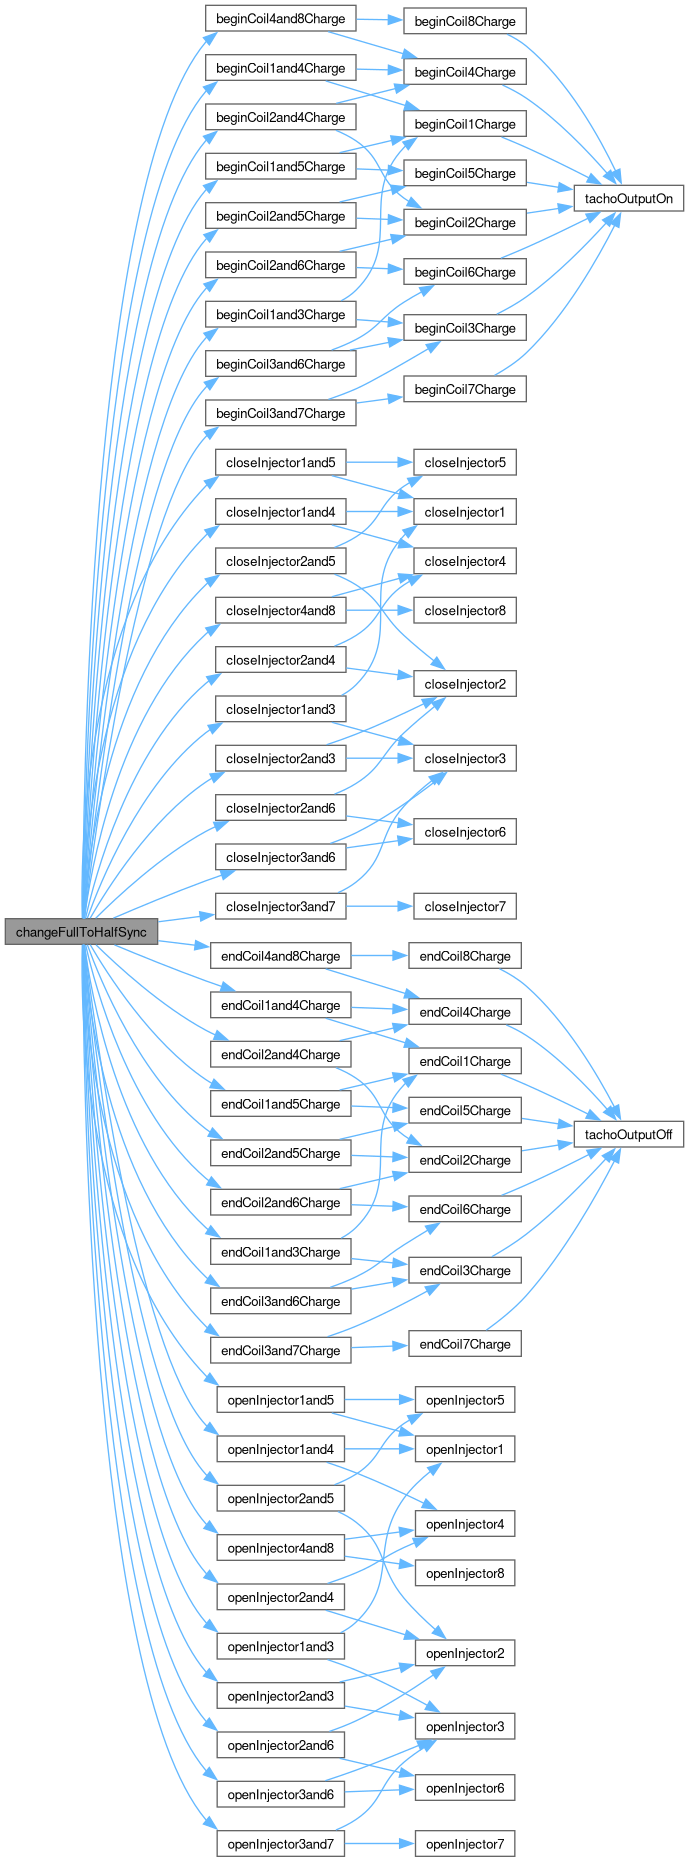 changeFullToHalfSync
beginCoil4and8Charge
beginCoil1and4Charge
beginCoil2and4Charge
beginCoil1and5Charge
beginCoil2and5Charge
beginCoil2and6Charge
beginCoil1and3Charge
beginCoil3and6Charge
beginCoil3and7Charge
closeInjector1and5
closeInjector1and4
closeInjector2and5
closeInjector4and8
closeInjector2and4
closeInjector1and3
closeInjector2and3
closeInjector2and6
closeInjector3and6
closeInjector3and7
endCoil4and8Charge
endCoil1and4Charge
endCoil2and4Charge
endCoil1and5Charge
endCoil2and5Charge
endCoil2and6Charge
endCoil1and3Charge
endCoil3and6Charge
endCoil3and7Charge
openInjector1and5
openInjector1and4
openInjector2and5
openInjector4and8
openInjector2and4
openInjector1and3
openInjector2and3
openInjector2and6
openInjector3and6
openInjector3and7
beginCoil8Charge
beginCoil4Charge
beginCoil1Charge
beginCoil5Charge
beginCoil2Charge
beginCoil6Charge
beginCoil3Charge
beginCoil7Charge
closeInjector5
closeInjector1
closeInjector4
closeInjector8
closeInjector2
closeInjector3
closeInjector6
closeInjector7
endCoil8Charge
endCoil4Charge
endCoil1Charge
endCoil5Charge
endCoil2Charge
endCoil6Charge
endCoil3Charge
endCoil7Charge
openInjector5
openInjector1
openInjector4
openInjector8
openInjector2
openInjector3
openInjector6
openInjector7
tachoOutputOn
tachoOutputOff